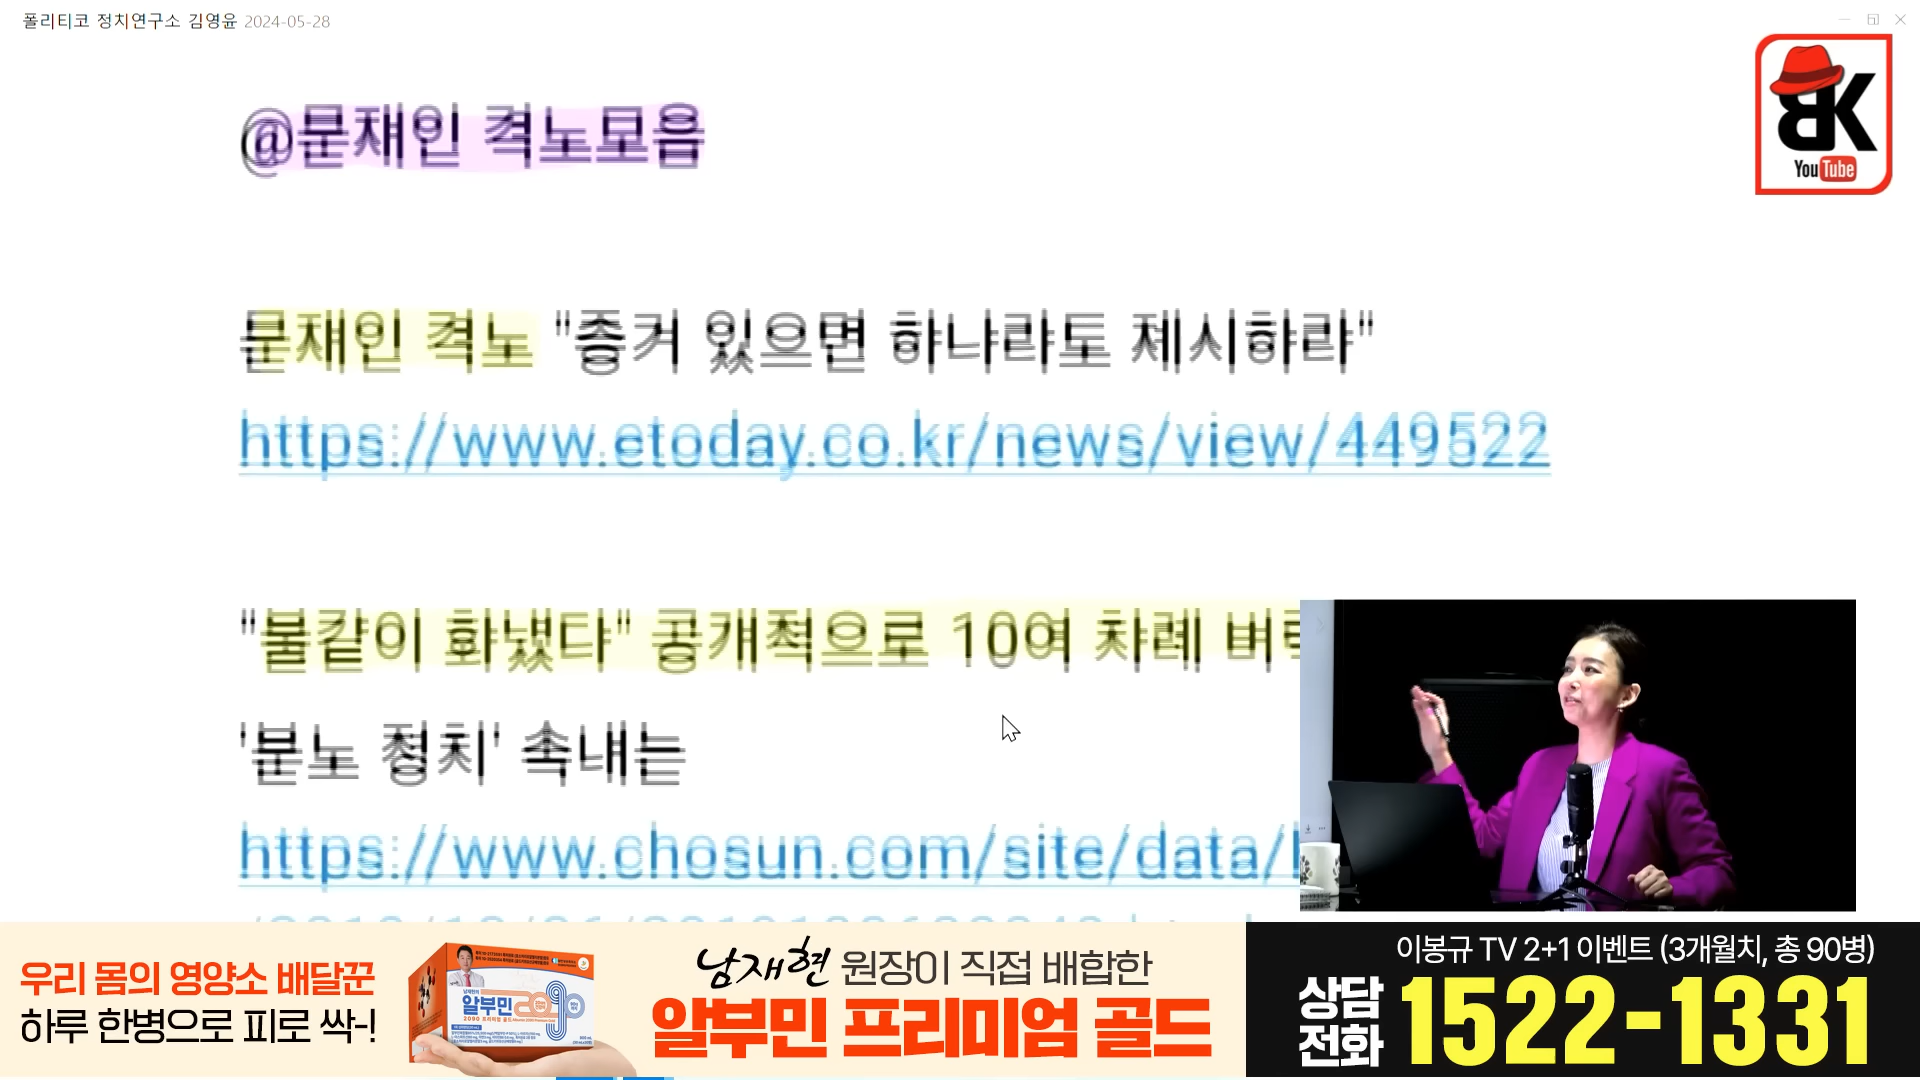 폴리티코 정치연구소 김영윤 2024-05-28
BK
YouTube
@문재인 격노모음
문재인 격노 "증거 있으면 하나라도 제시하라"
https://www.etoday.co.kr/news/view/449522
"불같이 화냈다" 공개적으로 10여 차례
'분노 정치' 속내는
https://www.chosun.com/site/data/
우리 몸의 영양소 배달꾼
하루 한병으로 피로 싹-!
알부민
남재현 원장이 직접 배합한
알부민 프리미엄 골드
이봉규 TV 2+1 이벤트 (3개월치, 총 90병)
상담전화 1522-1331